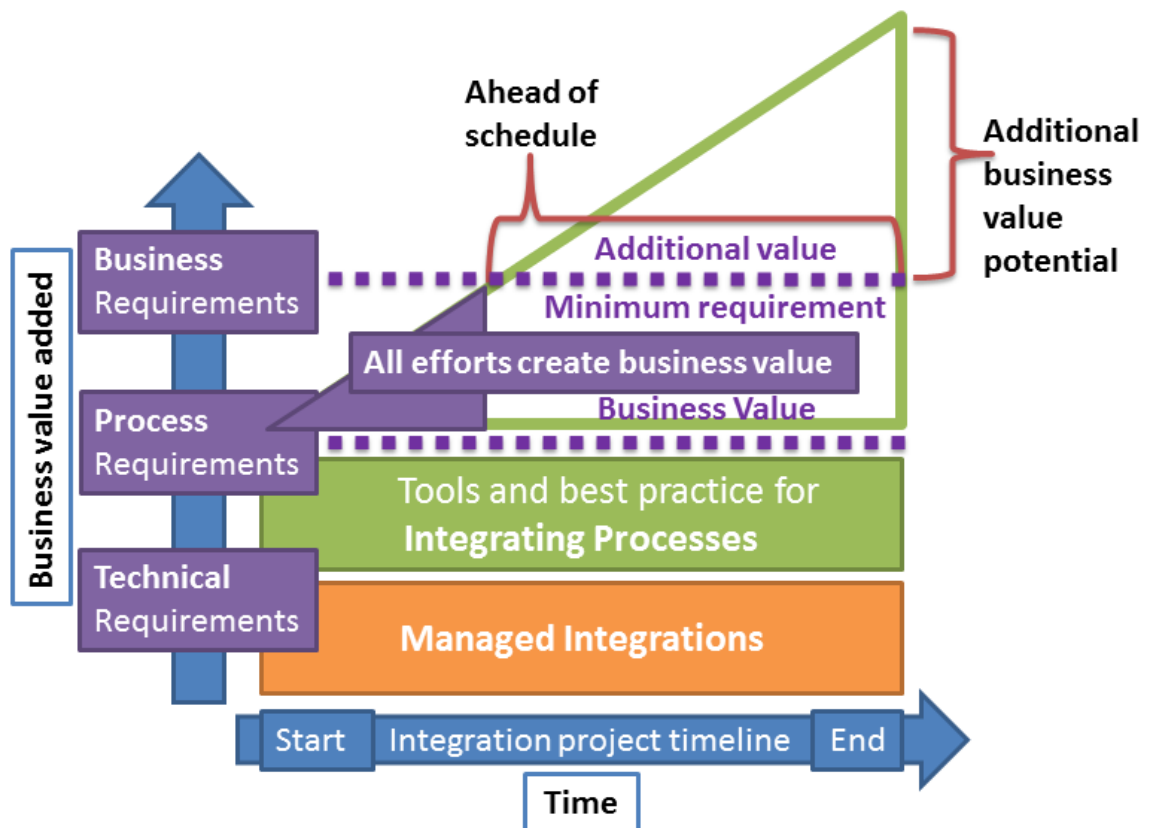 Ahead of
schedule
Additional
business
value
potential
Business value added
Business
Requirements
Additional value
Minimum requirement
All efforts create business value
Business Value
Process
Requirements
Tools and best practice for
Integrating Processes
Technical
Requirements
Managed Integrations
Start
Integration project timeline
End
Time